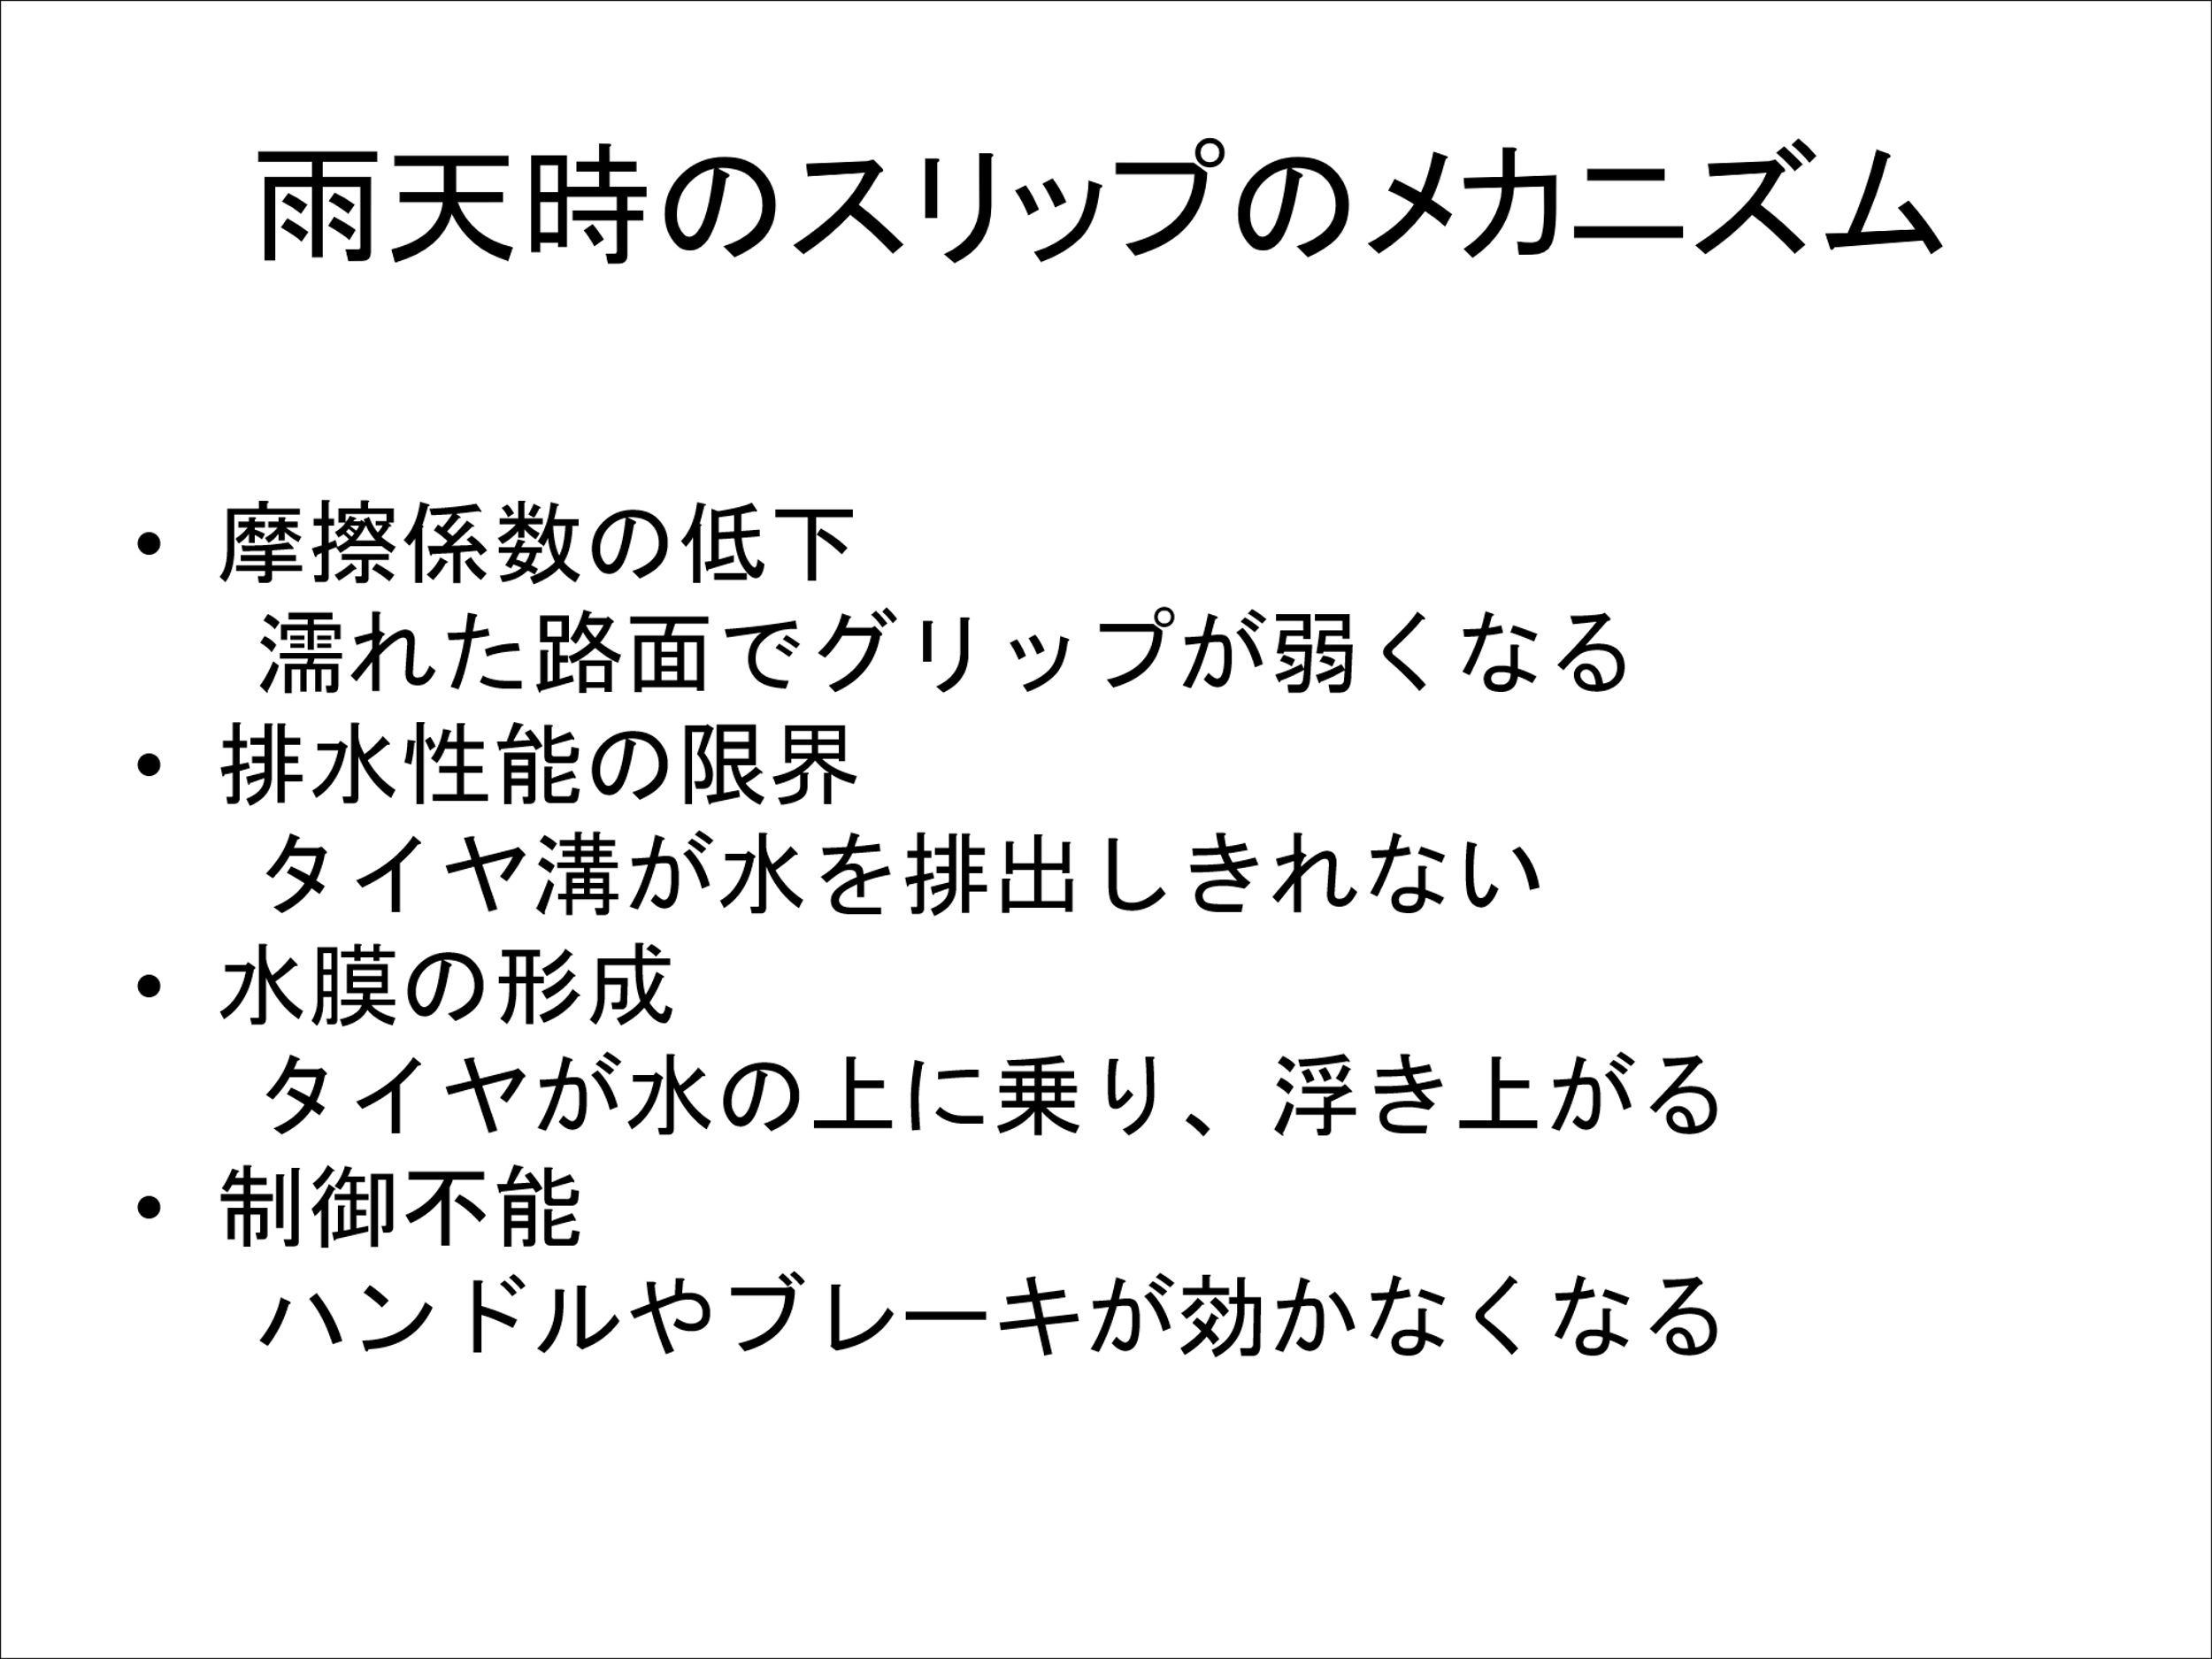 雨天時のスリップのメカニズム
• 摩擦係数の低下
濡れた路面でグリップが弱くなる
• 排水性能の限界
タイヤ溝が水を排出しきれない
• 水膜の形成
タイヤが水の上に乗り、浮き上がる
• 制御不能
ハンドルやブレーキが効かなくなる